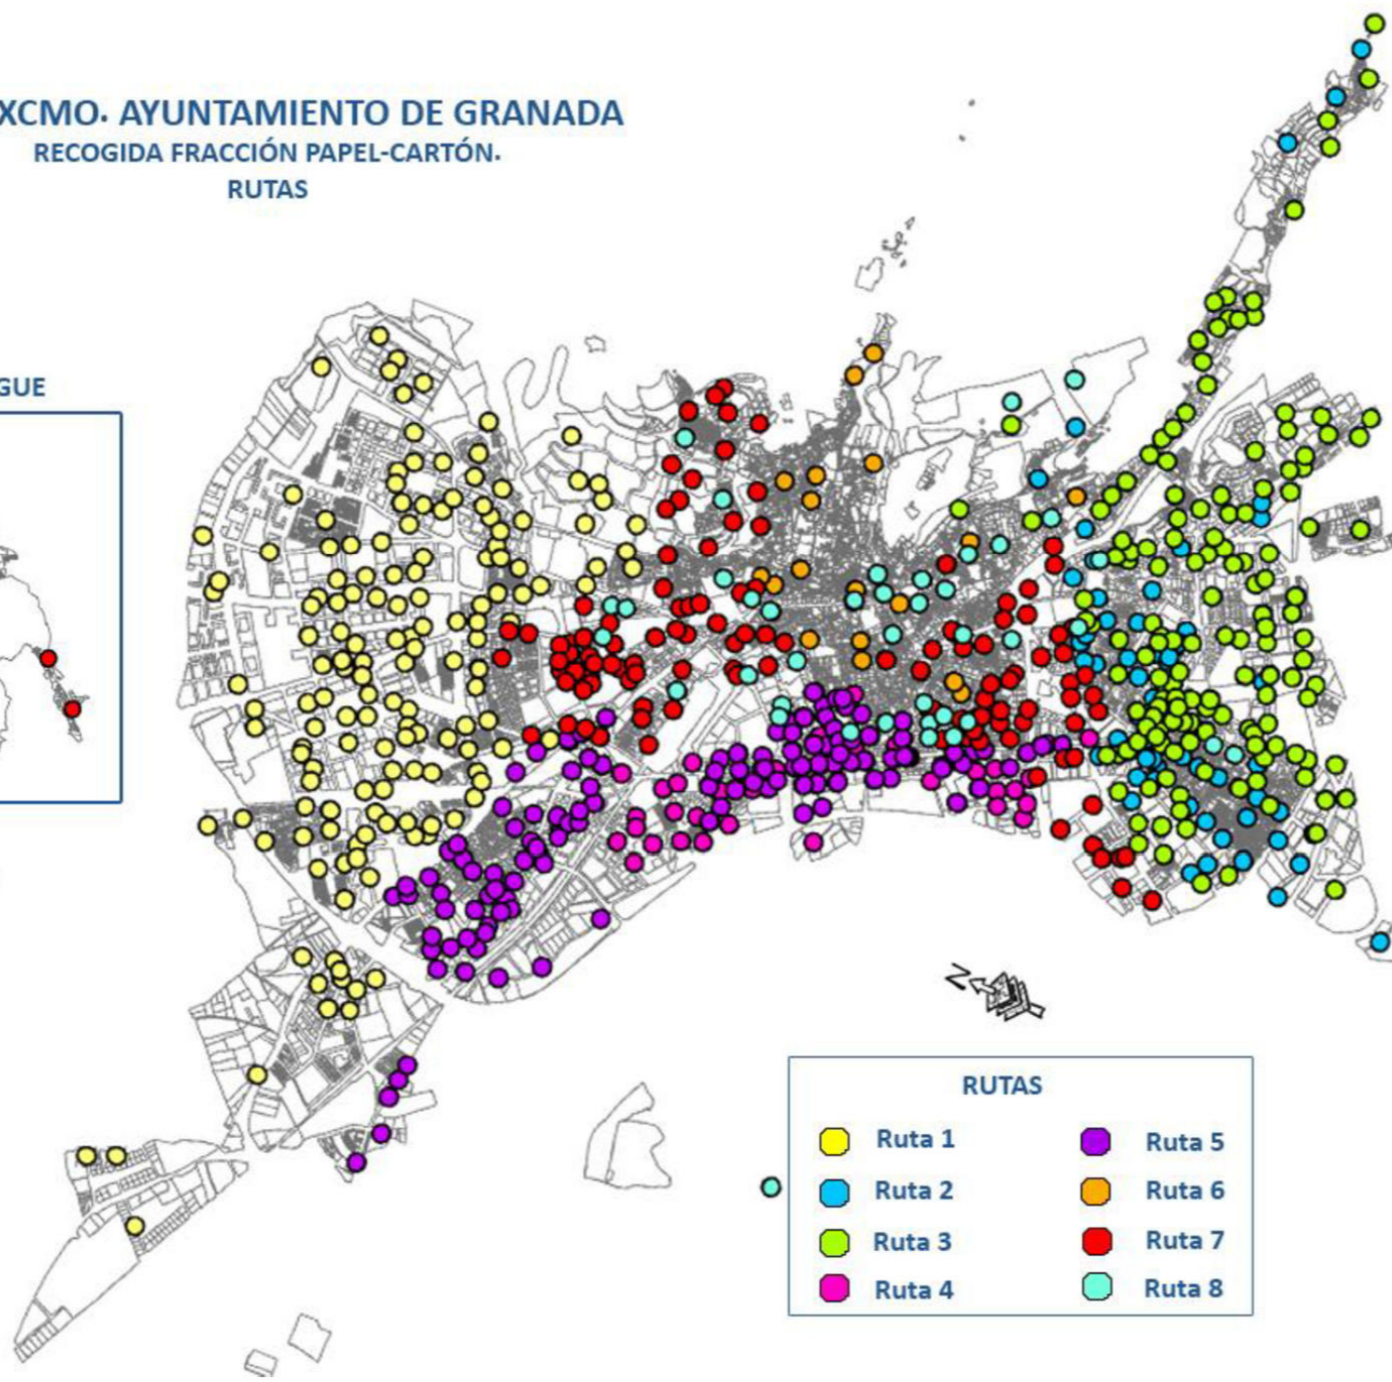 XCMO. AYUNTAMIENTO DE GRANADA
RECOGIDA FRACCIÓN PAPEL-CARTÓN.
RUTAS
GUE
N
RUTAS
Ruta 1
Ruta 2
Ruta 3
Ruta 4
Ruta 5
Ruta 6
Ruta 7
Ruta 8